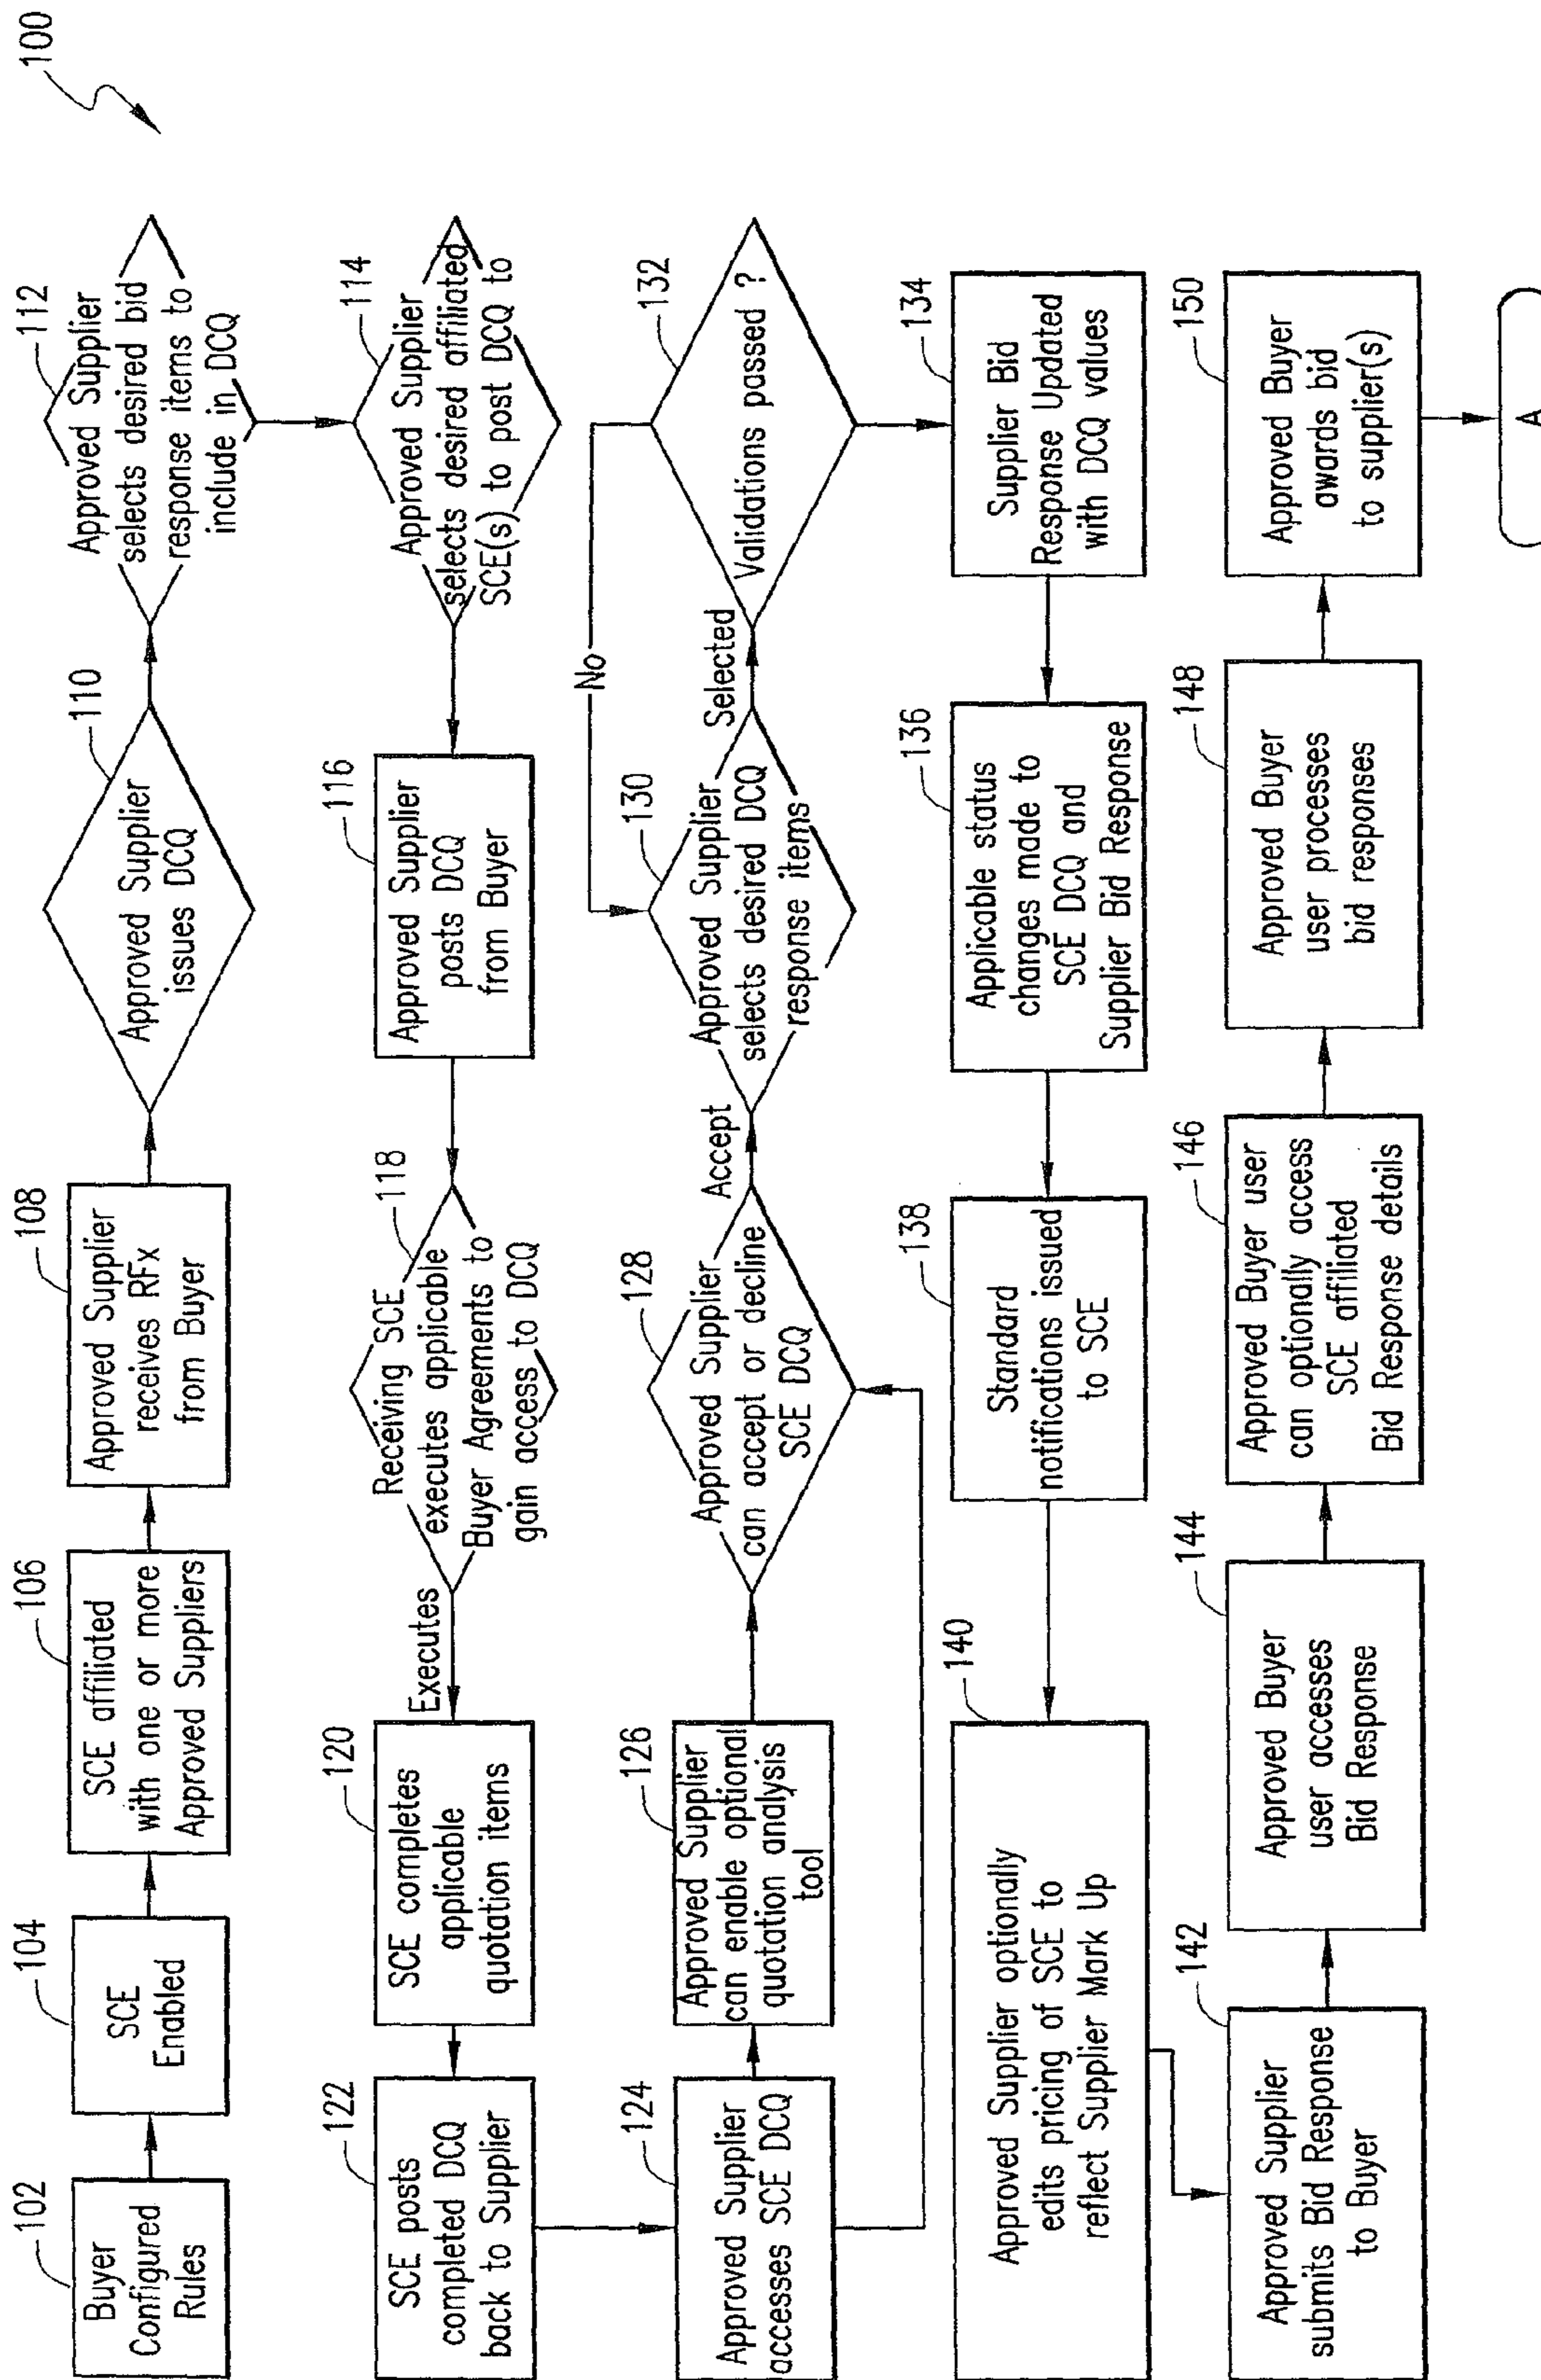 100
102
Buyer
Configured
Rules
104
SCE
Enabled
106
SCE affiliated
with one or more
Approved Suppliers
108
Approved Supplier
receives RFx
from Buyer
110
Approved Supplier
issues DCQ
112
Approved Supplier
selects desired bid
response items to
include in DCQ
114
Approved Supplier
selects desired affiliated
SCE(s) to post DCQ to
116
Approved Supplier
posts DCQ
from Buyer
118
Receiving SCE
executes applicable
Buyer Agreements to
gain access to DCQ
Executes
120
SCE completes
applicable
quotation items
122
SCE posts
completed DCQ
back to Supplier
124
Approved Supplier
accesses SCE DCQ
126
Approved Supplier
can enable optional
quotation analysis
tool
128
Approved Supplier
can accept or decline
SCE DCQ
Accept
130
Approved Supplier
selects desired DCQ
response items
Selected
No
132
Validations passed ?
134
Supplier Bid
Response Updated
with DCQ values
136
Applicable status
changes made to
SCE DCQ and
Supplier Bid Response
138
Standard
notifications issued
to SCE
140
Approved Supplier optionally
edits pricing of SCE to
reflect Supplier Mark Up
142
Approved Supplier
submits Bid Response
to Buyer
144
Approved Buyer
user accesses
Bid Response
146
Approved Buyer user
can optionally access
SCE affiliated
Bid Response details
148
Approved Buyer
user processes
bid responses
150
Approved Buyer
awards bid
to supplier(s)
A